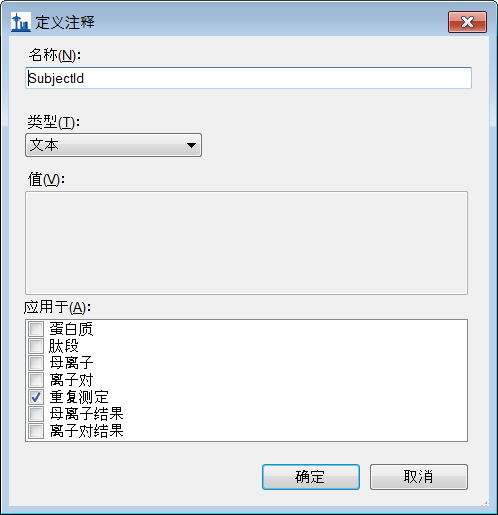 定义注释
名称(N):
SubjectId
类型(T):
文本
值(V):
应用于(A):
蛋白质
肽段
母离子
离子对
重复测定
母离子结果
离子对结果
确定
取消